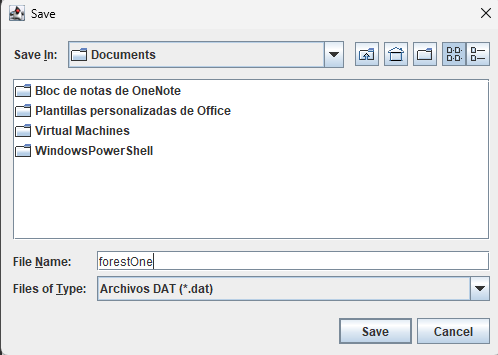 Save
Save In: Documents
Bloc de notas de OneNote
Plantillas personalizadas de Office
Virtual Machines
WindowsPowerShell
File Name: forestOne
Files of Type: Archivos DAT (*.dat)
Save Cancel